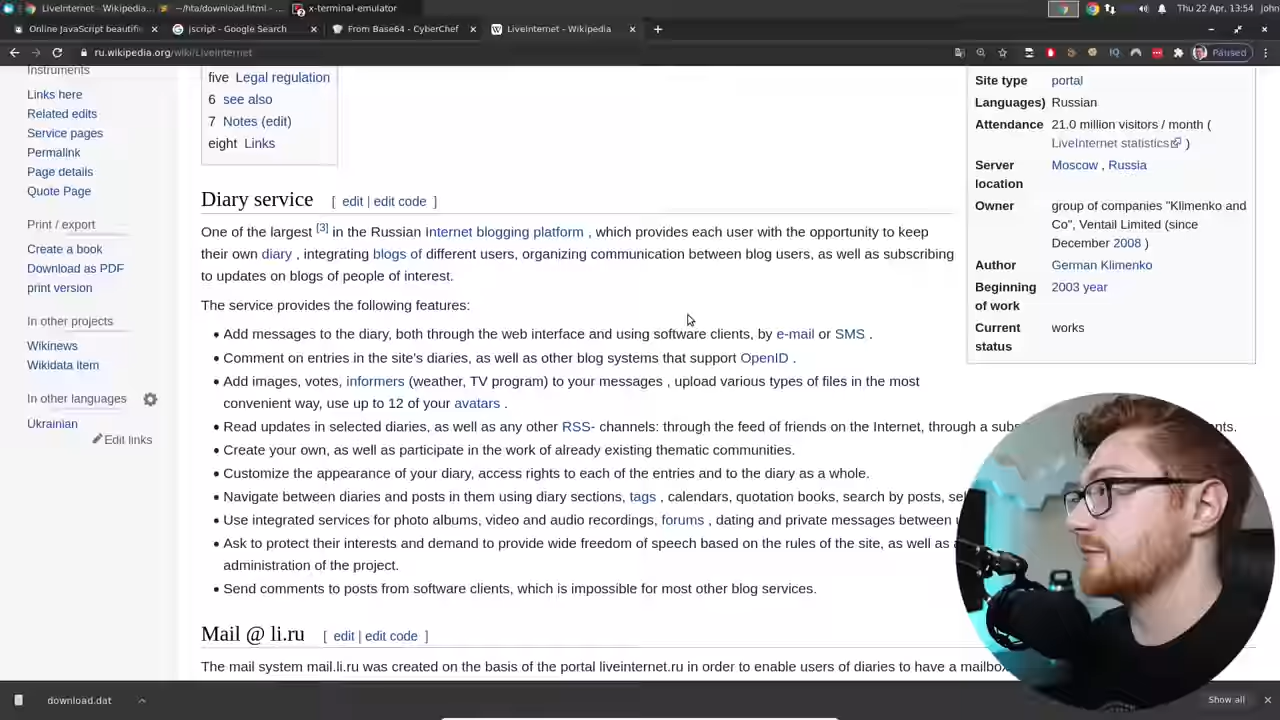 LiveInternet - Wikipedia...
~/hta/download.html - ...
x-terminal-emulator
Thu 22 Apr, 13:54 john
Online JavaScript beautifi
jscript - Google Search
From Base64 - CyberChef
LiveInternet - Wikipedia
ru.wikipedia.org/wiki/LiveInternet
Paused
Instruments
Links here
Related edits
Service pages
Permalink
Page details
Quote Page
Print / export
Create a book
Download as PDF
print version
In other projects
Wikinews
Wikidata item
In other languages
Ukrainian
Edit links
five Legal regulation
6 see also
7 Notes (edit)
eight Links
Diary service [ edit | edit code ]
One of the largest [3] in the Russian Internet blogging platform , which provides each user with the opportunity to keep
their own diary , integrating blogs of different users, organizing communication between blog users, as well as subscribing
to updates on blogs of people of interest.
The service provides the following features:
• Add messages to the diary, both through the web interface and using software clients, by e-mail or SMS .
• Comment on entries in the site's diaries, as well as other blog systems that support OpenID .
• Add images, votes, informers (weather, TV program) to your messages , upload various types of files in the most
convenient way, use up to 12 of your avatars .
• Read updates in selected diaries, as well as any other RSS- channels: through the feed of friends on the Internet, through a subs nts.
• Create your own, as well as participate in the work of already existing thematic communities.
• Customize the appearance of your diary, access rights to each of the entries and to the diary as a whole.
• Navigate between diaries and posts in them using diary sections, tags , calendars, quotation books, search by posts, se
• Use integrated services for photo albums, video and audio recordings, forums , dating and private messages between
• Ask to protect their interests and demand to provide wide freedom of speech based on the rules of the site, as well as
administration of the project.
• Send comments to posts from software clients, which is impossible for most other blog services.
Mail @ li.ru [ edit | edit code ]
The mail system mail.li.ru was created on the basis of the portal liveinternet.ru in order to enable users of diaries to have a mailbox
Site type portal
Languages) Russian
Attendance 21.0 million visitors / month (
LiveInternet statistics )
Server Moscow , Russia
location
Owner group of companies "Klimenko and
Co", Ventail Limited (since
December 2008 )
Author German Klimenko
Beginning 2003 year
of work
Current works
status
download.dat
Show all